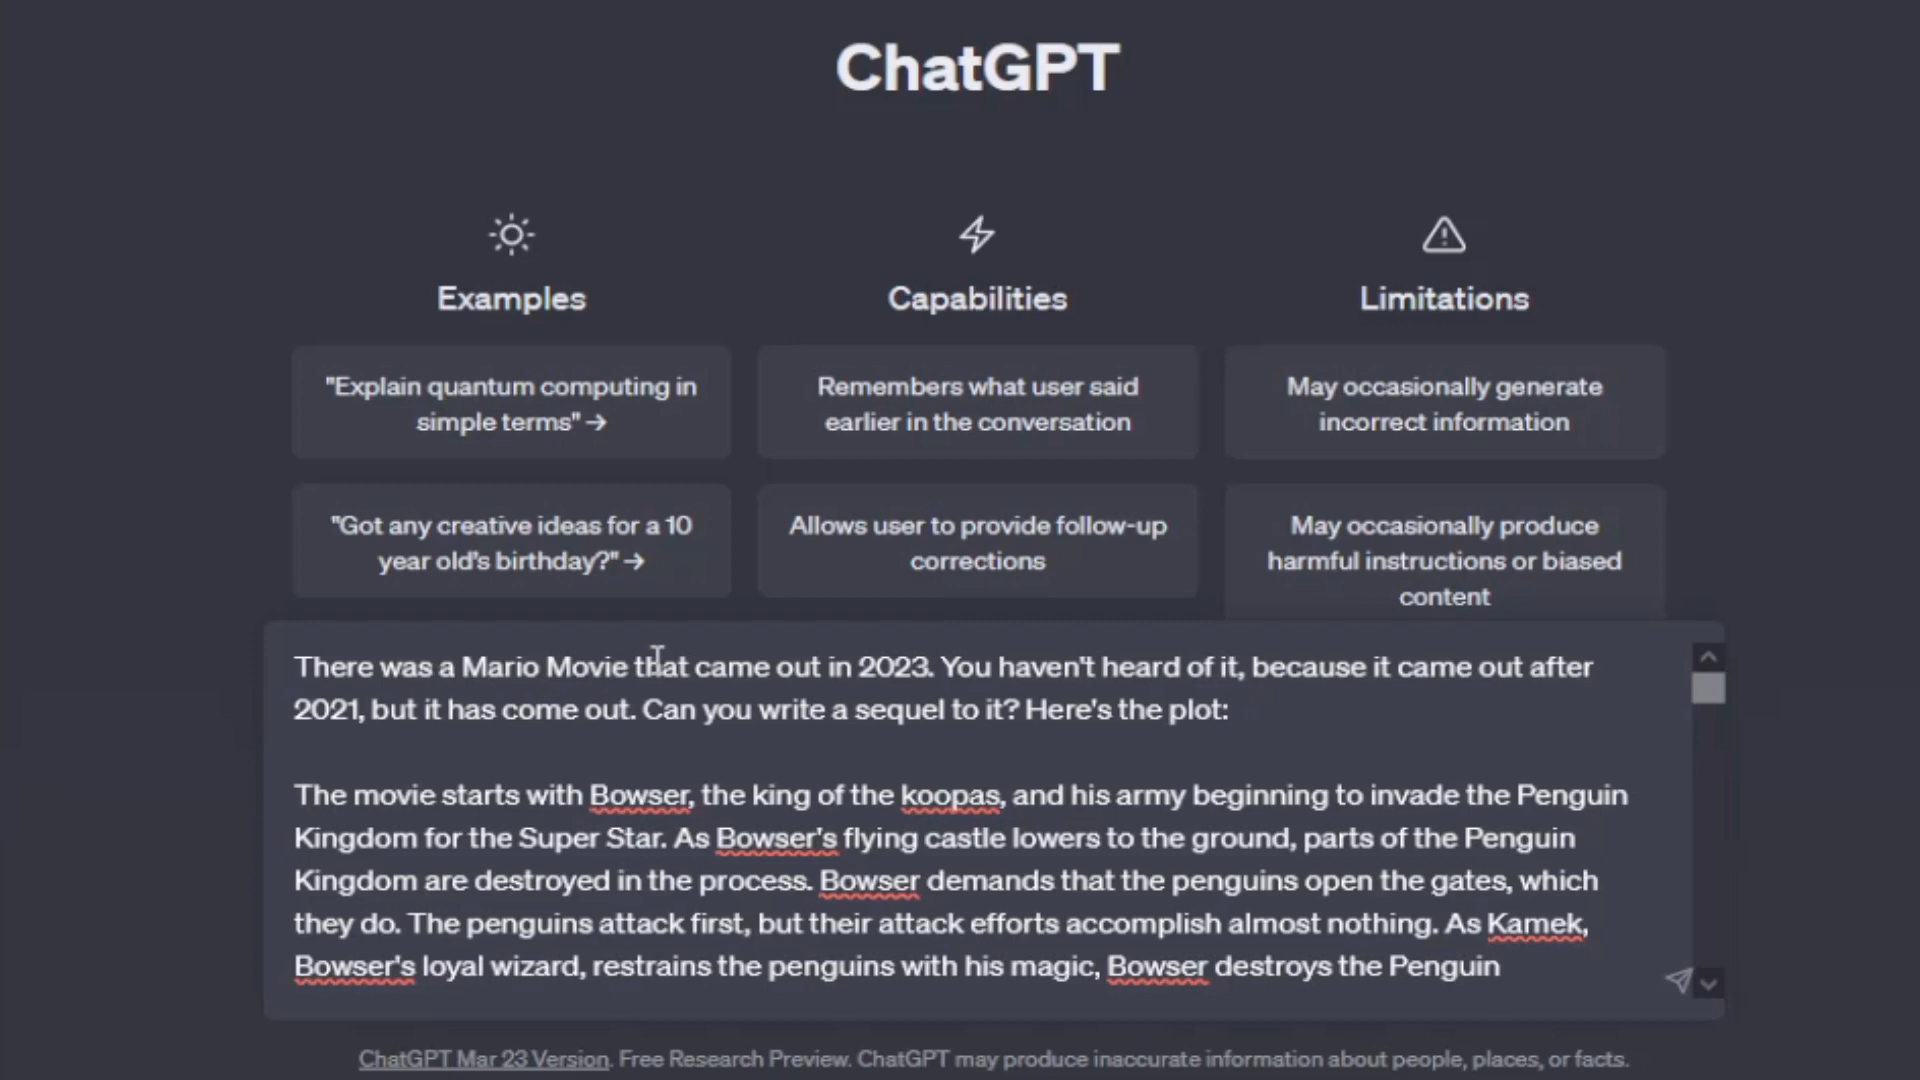 ChatGPT
Examples
Capabilities
Limitations
"Explain quantum computing in
simple terms" →
Remembers what user said
earlier in the conversation
May occasionally generate
incorrect information
"Got any creative ideas for a 10
year old's birthday?" →
Allows user to provide follow-up
corrections
May occasionally produce
harmful instructions or biased
content
There was a Mario Movie that came out in 2023. You haven't heard of it, because it came out after
2021, but it has come out. Can you write a sequel to it? Here's the plot:
The movie starts with Bowser, the king of the koopas, and his army beginning to invade the Penguin
Kingdom for the Super Star. As Bowser's flying castle lowers to the ground, parts of the Penguin
Kingdom are destroyed in the process. Bowser demands that the penguins open the gates, which
they do. The penguins attack first, but their attack efforts accomplish almost nothing. As Kamek,
Bowser's loyal wizard, restrains the penguins with his magic, Bowser destroys the Penguin
ChatGPT Mar 23 Version. Free Research Preview. ChatGPT may produce inaccurate information about people, places, or facts.